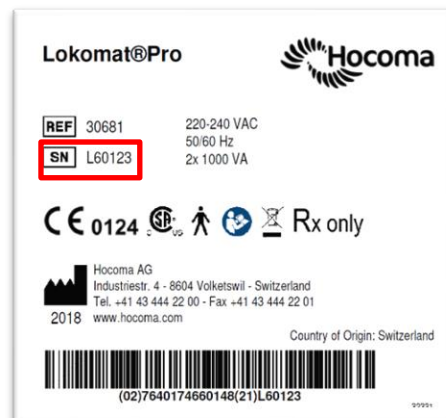 Lokomat®Pro
Hocoma
REF 30681
SN L60123
220-240 VAC
50/60 Hz
2x 1000 VA
CE 0124
Rx only
Hocoma AG
Industriestr. 4 - 8604 Volketswil - Switzerland
Tel. +41 43 444 22 00 - Fax +41 43 444 22 01
2018 www.hocoma.com
Country of Origin: Switzerland
(02)7640174660148(21)L60123